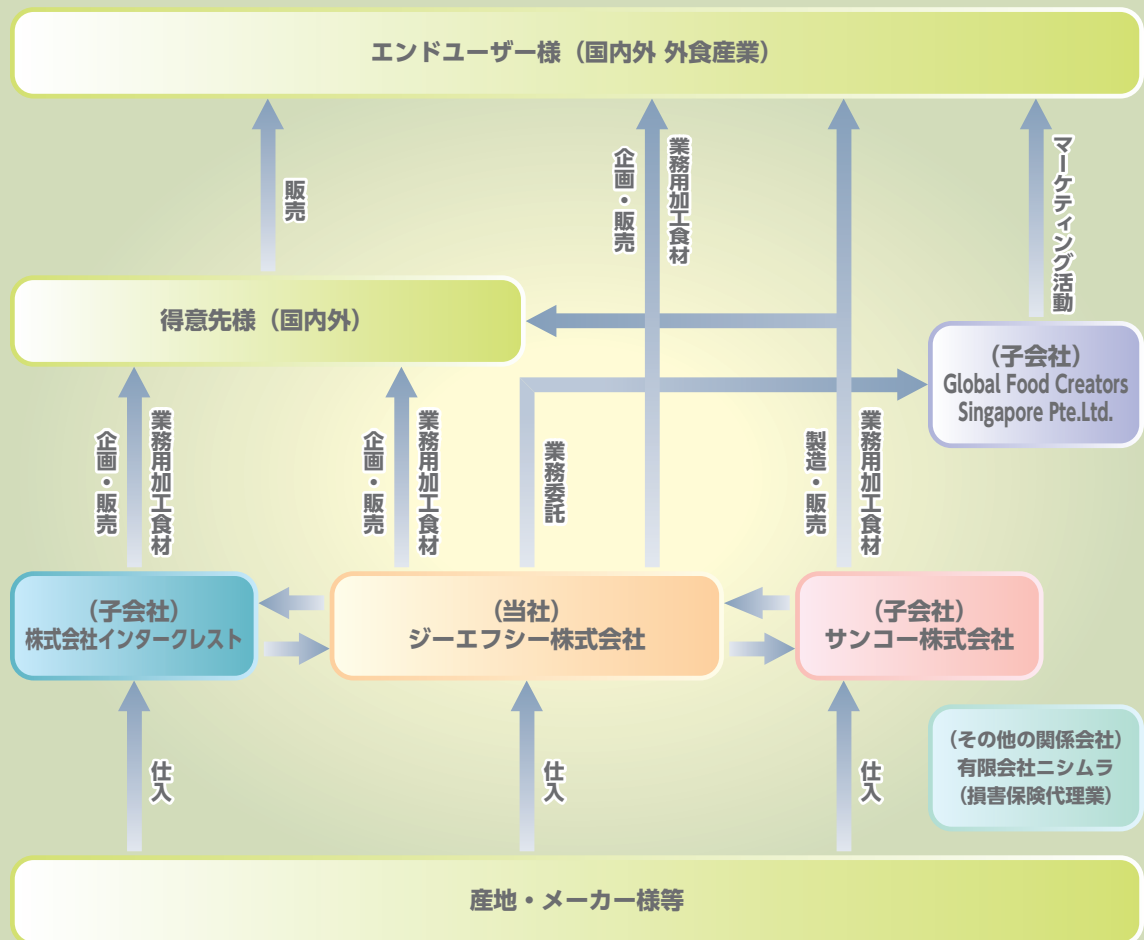 エンドユーザー様（国内外 外食産業）
販売
企画・販売
業務用加工食材
マーケティング活動
得意先様（国内外）
（子会社）
Global Food Creators
Singapore Pte.Ltd.
企画・販売
業務用加工食材
企画・販売
業務用加工食材
業務委託
製造・販売
業務用加工食材
（子会社）
株式会社インタークレスト
（当社）
ジーエフシー株式会社
（子会社）
サンコー株式会社
（その他の関係会社）
有限会社ニシムラ
（損害保険代理業）
仕入
仕入
仕入
産地・メーカー様等